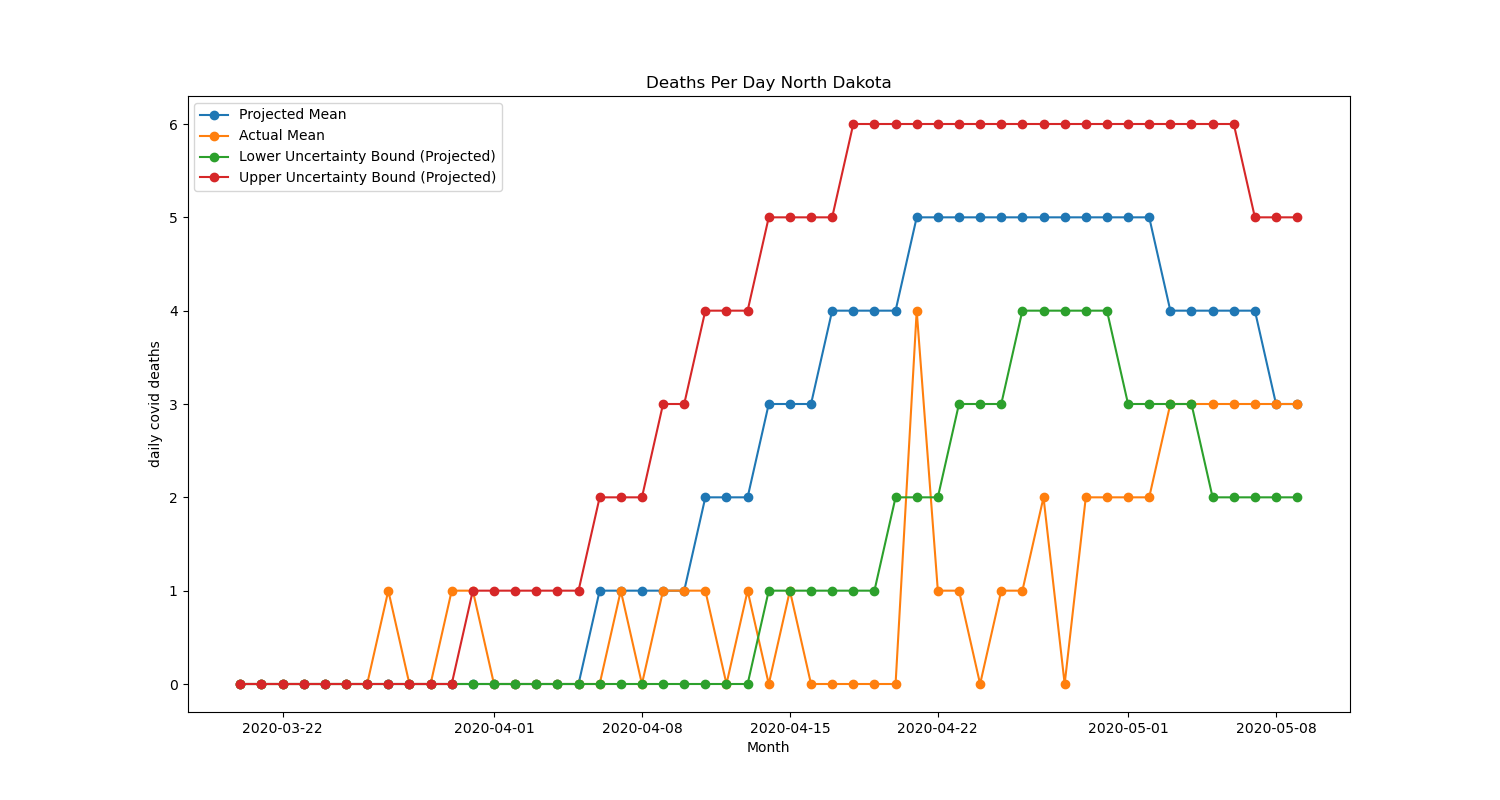 Deaths Per Day North Dakota
Projected Mean
Actual Mean
Lower Uncertainty Bound (Projected)
Upper Uncertainty Bound (Projected)
6
5
4
3
2
1
0
daily covid deaths
2020-03-22 2020-04-01 2020-04-08 2020-04-15 2020-04-22 2020-05-01 2020-05-08
Month